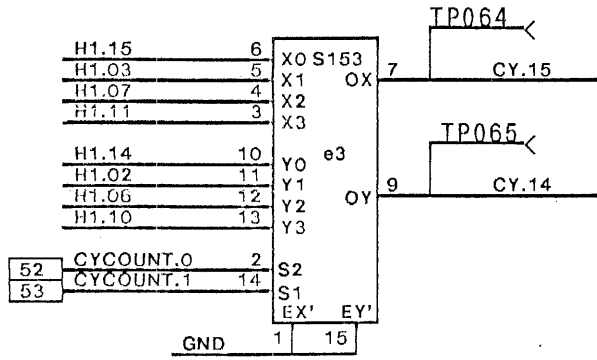 TP064
H1.15 6 X0 S153
H1.03 5 X1 OX 7 CY.15
H1.07 4 X2
H1.11 3 X3
TP065
H1.14 10 Y0 e3
H1.02 11 Y1
H1.06 12 Y2 OY 9 CY.14
H1.10 13 Y3
52 CYCOUNT.0 2 S2
53 CYCOUNT.1 14 S1
EX' EY'
GND 1 15